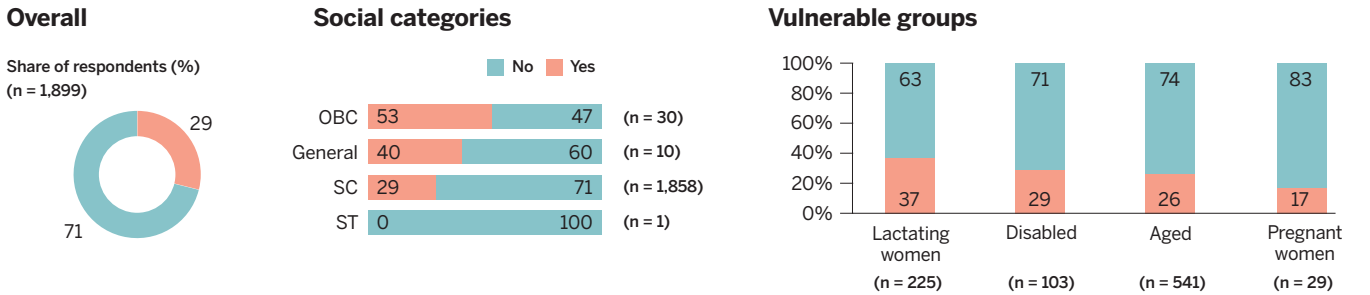 Overall
Share of respondents (%)
(n = 1,899)
29
71
Social categories
No Yes
OBC 53 47 (n = 30)
General 40 60 (n = 10)
SC 29 71 (n = 1,858)
ST 0 100 (n = 1)
Vulnerable groups
100%
80%
60%
40%
20%
0%
63 71 74 83
37 29 26 17
Lactating women Disabled Aged Pregnant women
(n = 225) (n = 103) (n = 541) (n = 29)